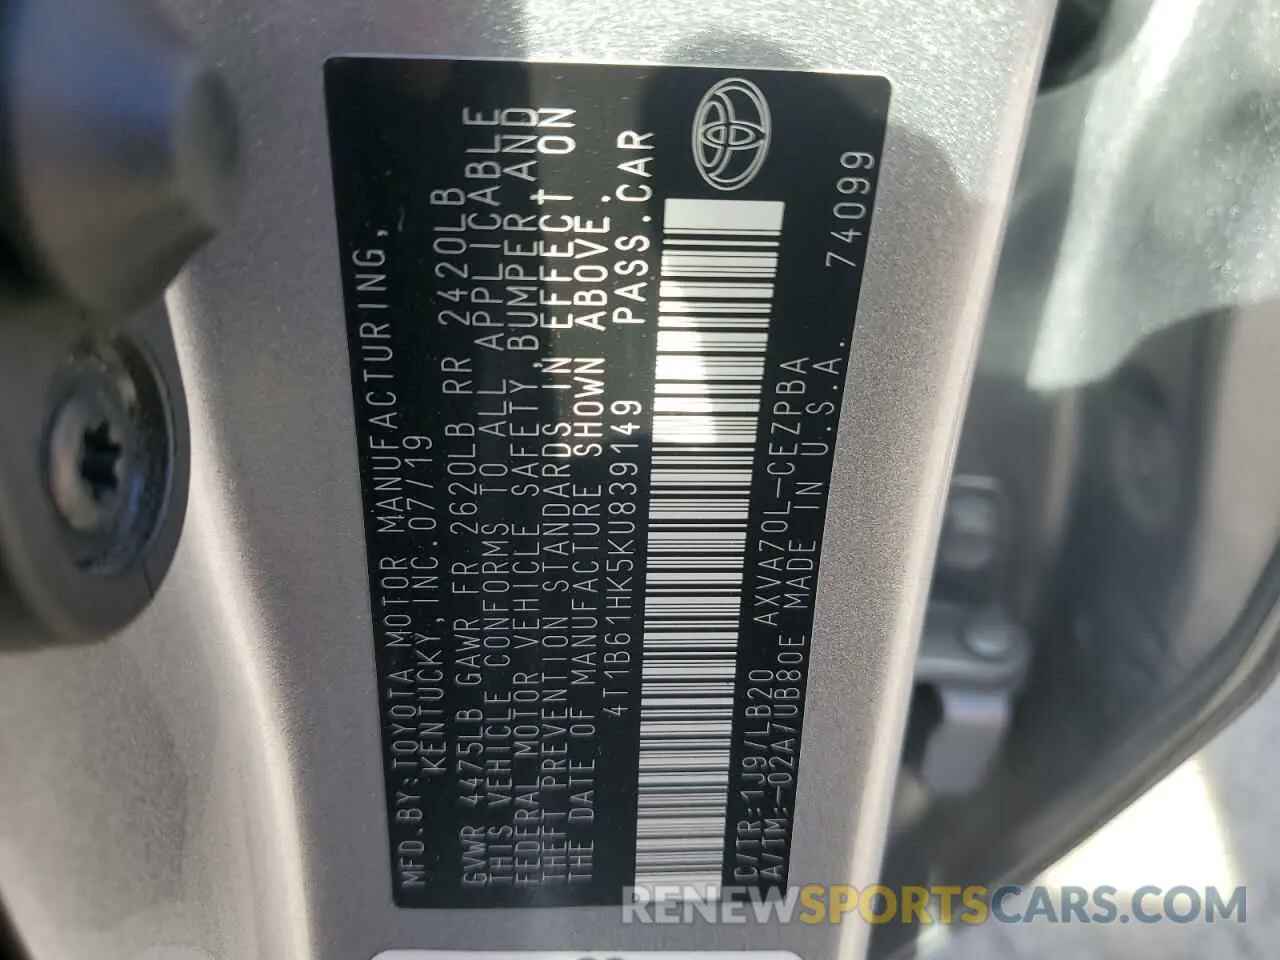 MFD.BY:TOYOTA MOTOR MANUFACTURING,
KENTUCKY, INC. 07/19
GVWR 4475LB GAWR FR 2620LB RR 2420LB
THIS VEHICLE CONFORMS TO ALL APPLICABLE
FEDERAL MOTOR VEHICLE SAFETY, BUMPER AND
THEFT PREVENTION STANDARDS IN EFFECT ON
THE DATE OF MANUFACTURE SHOWN ABOVE.
4T1B61HK5KU839149 PASS.CAR
C/TR:1J9/LB20 AXVA70L-CEZPBA
A/TM:-02A/UB80E MADE IN U.S.A.
74099
RENEWSPORTSCARS.COM